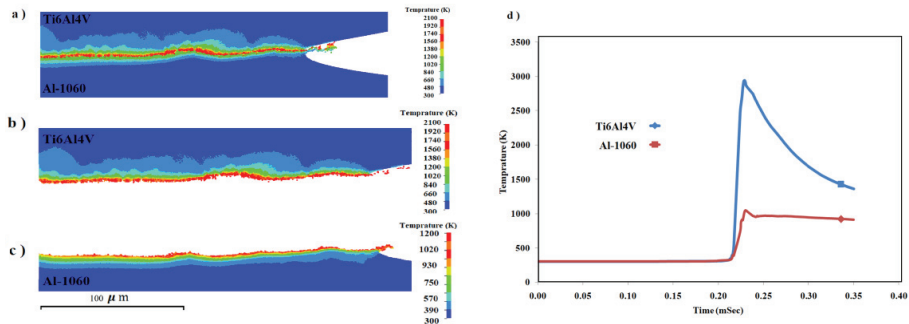 a )
Ti6Al4V
Al-1060
Temprature (K)
2100
1920
1740
1560
1380
1200
1020
840
660
480
300
b )
Ti6Al4V
Temprature (K)
2100
1920
1740
1560
1380
1200
1020
840
660
480
300
c )
Al-1060
Temprature (K)
1200
1020
930
750
390
300
100 μ m
d )
Temprature (K)
3500
3000
2500
2000
1500
1000
500
0
Ti6Al4V
Al-1060
0.00 0.05 0.10 0.15 0.20 0.25 0.30 0.35 0.40
Time (mSec)